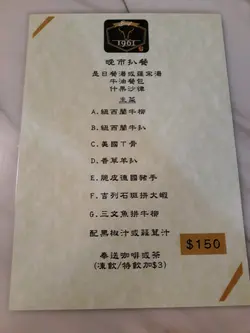 1961
晚市扒餐
是日餐湯或羅宋湯
牛油餐包
什果沙律
主菜
A.紐西蘭牛柳
B.紐西蘭牛扒
C.美國丅骨
D.香草羊扒
E.脆皮德國豬手
F.吉列石斑拼大蝦
G.三文魚拼牛柳
配黑椒汁或蘑茸汁
$150
奉送咖啡或茶
(凍飲/特飲加$3)